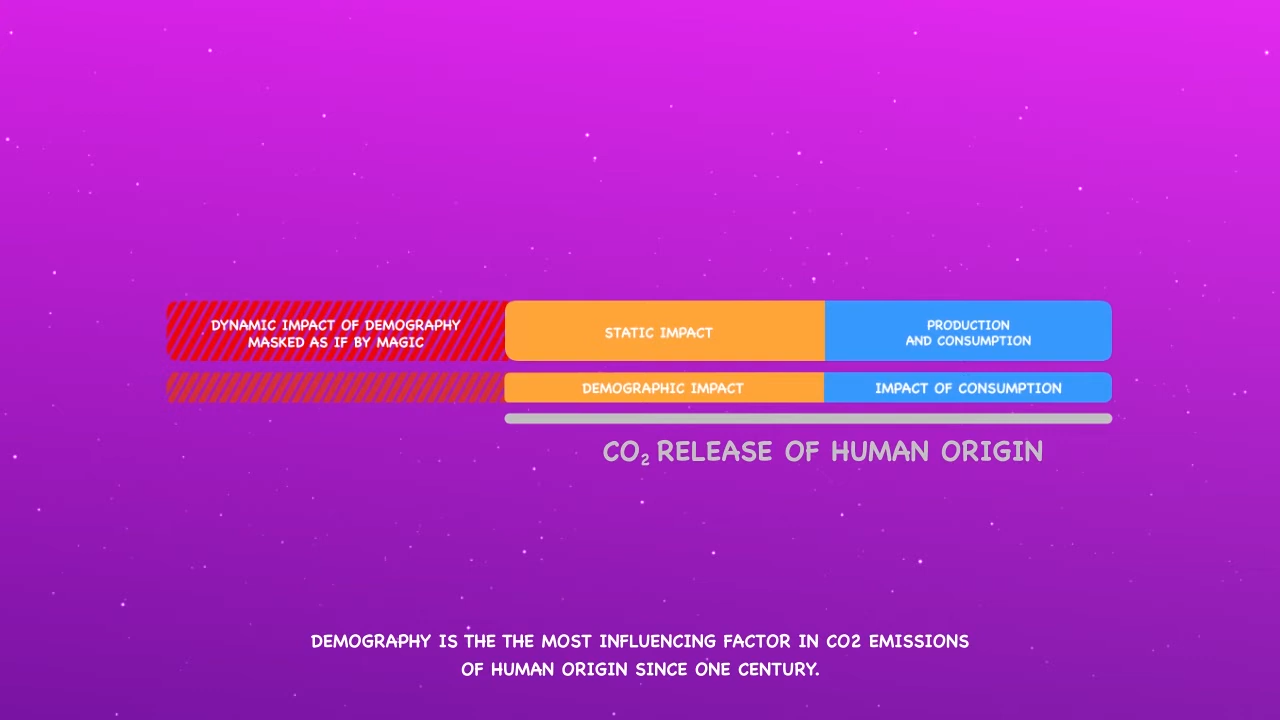 DYNAMIC IMPACT OF DEMOGRAPHY
MASKED AS IF BY MAGIC
STATIC IMPACT
PRODUCTION
AND CONSUMPTION
DEMOGRAPHIC IMPACT
IMPACT OF CONSUMPTION
CO₂ RELEASE OF HUMAN ORIGIN
DEMOGRAPHY IS THE THE MOST INFLUENCING FACTOR IN CO2 EMISSIONS
OF HUMAN ORIGIN SINCE ONE CENTURY.